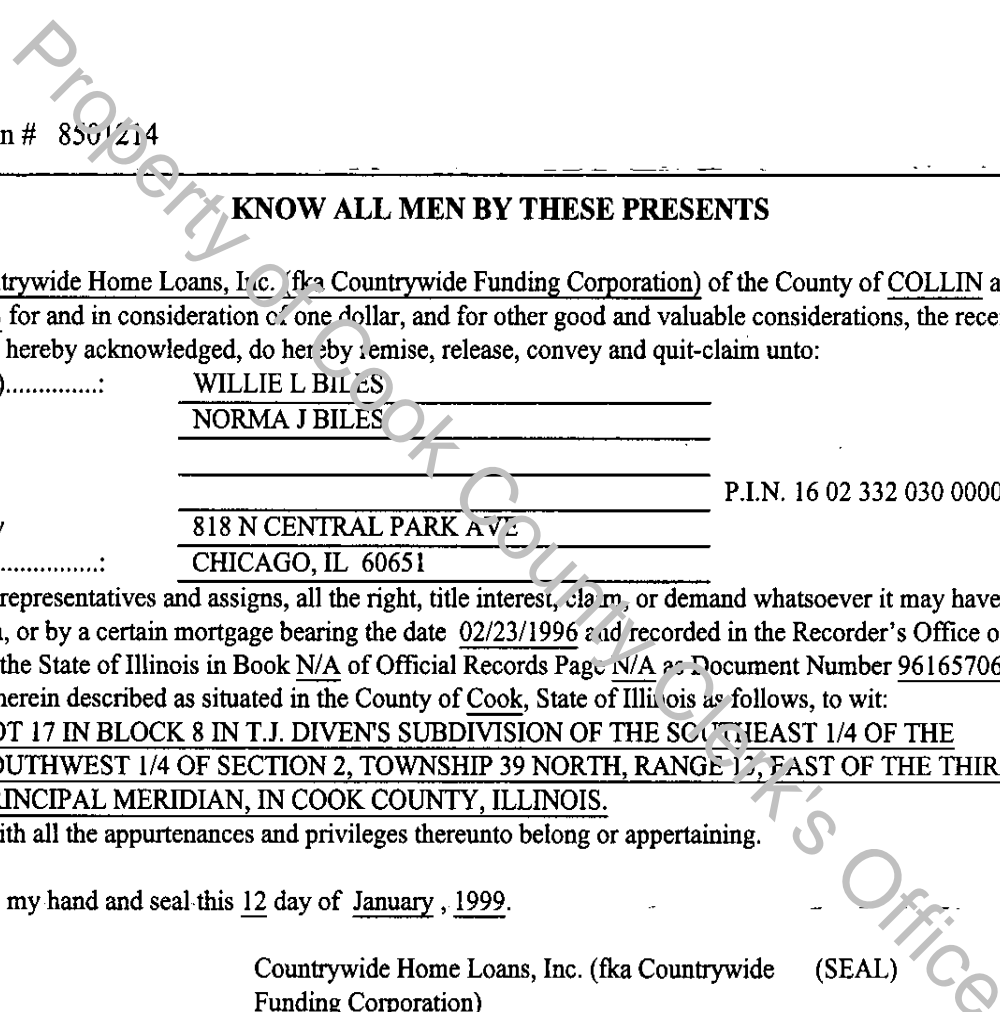 n # 8501214
KNOW ALL MEN BY THESE PRESENTS
trywide Home Loans, Inc. (fka Countrywide Funding Corporation) of the County of COLLIN a
for and in consideration of one dollar, and for other good and valuable considerations, the rece
hereby acknowledged, do hereby remise, release, convey and quit-claim unto:
)..............:
WILLIE L BILES
NORMA J BILES
P.I.N. 16 02 332 030 0000
818 N CENTRAL PARK AVE
...............:
CHICAGO, IL 60651
representatives and assigns, all the right, title interest, claim, or demand whatsoever it may have
, or by a certain mortgage bearing the date 02/23/1996 and recorded in the Recorder's Office o
the State of Illinois in Book N/A of Official Records Page N/A as Document Number 96165706
herein described as situated in the County of Cook, State of Illinois as follows, to wit:
OT 17 IN BLOCK 8 IN T.J. DIVEN'S SUBDIVISION OF THE SOUTHEAST 1/4 OF THE
OUTHWEST 1/4 OF SECTION 2, TOWNSHIP 39 NORTH, RANGE EAST OF THE THIR
RINCIPAL MERIDIAN, IN COOK COUNTY, ILLINOIS.
ith all the appurtenances and privileges thereunto belong or appertaining.
my hand and seal this 12 day of January , 1999.
Countrywide Home Loans, Inc. (fka Countrywide (SEAL)
Funding Corporation)
Property of Cook County Clerk's Office